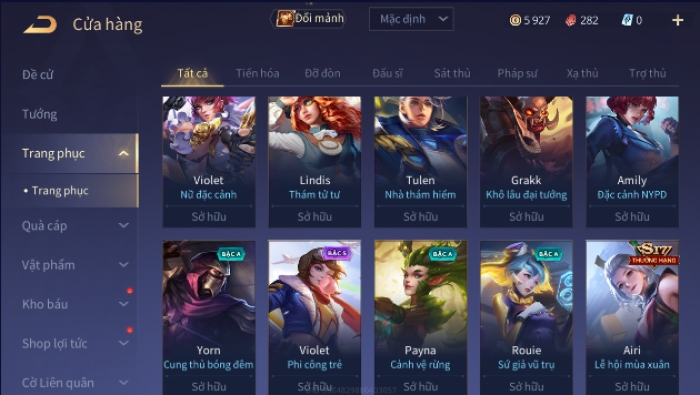 Cửa hàng
Đổi mảnh
Mặc định
5 927
282
0
Đề cử
Tướng
Trang phục
• Trang phục
Quà cáp
Vật phẩm
Kho báu
Shop lợi tức
Cờ Liên quân
Tất cả
Tiến hóa
Đỡ đòn
Đấu sĩ
Sát thủ
Pháp sư
Xạ thủ
Trợ thủ
Violet
Nữ đặc cảnh
Sở hữu
Lindis
Thám tử tư
Sở hữu
Tulen
Nhà thám hiểm
Sở hữu
Grakk
Khô lâu đại tướng
Sở hữu
Amily
Đặc cảnh NYPD
Sở hữu
BẬC A
Yorn
Cung thủ bóng đêm
Sở hữu
BẬC S
Violet
Phi công trẻ
Sở hữu
BẬC A
Payna
Cảnh vệ rừng
Sở hữu
BẬC A
Rouie
Sứ giả vũ trụ
Sở hữu
S17
THƯỞNG HẠNG
Airi
Lễ hội mùa xuân
Sở hữu